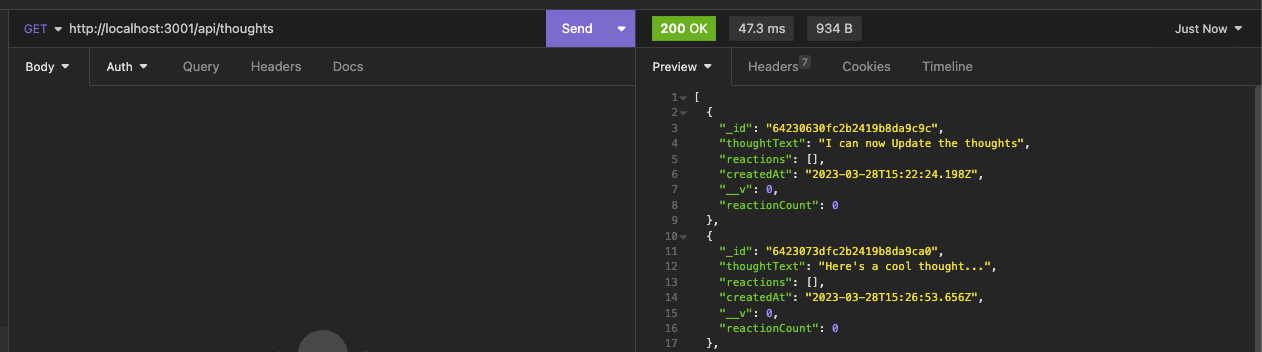 GET http://localhost:3001/api/thoughts Send 200 OK 47.3 ms 934 B Just Now
Body Auth Query Headers Docs Preview Headers 7 Cookies Timeline
1 [
2 {
3 "_id": "64230630fc2b2419b8da9c9c",
4 "thoughtText": "I can now Update the thoughts",
5 "reactions": [],
6 "createdAt": "2023-03-28T15:22:24.198Z",
7 "__v": 0,
8 "reactionCount": 0
9 },
10 {
11 "_id": "6423073dfc2b2419b8da9ca0",
12 "thoughtText": "Here's a cool thought...",
13 "reactions": [],
14 "createdAt": "2023-03-28T15:26:53.656Z",
15 "__v": 0,
16 "reactionCount": 0
17 },